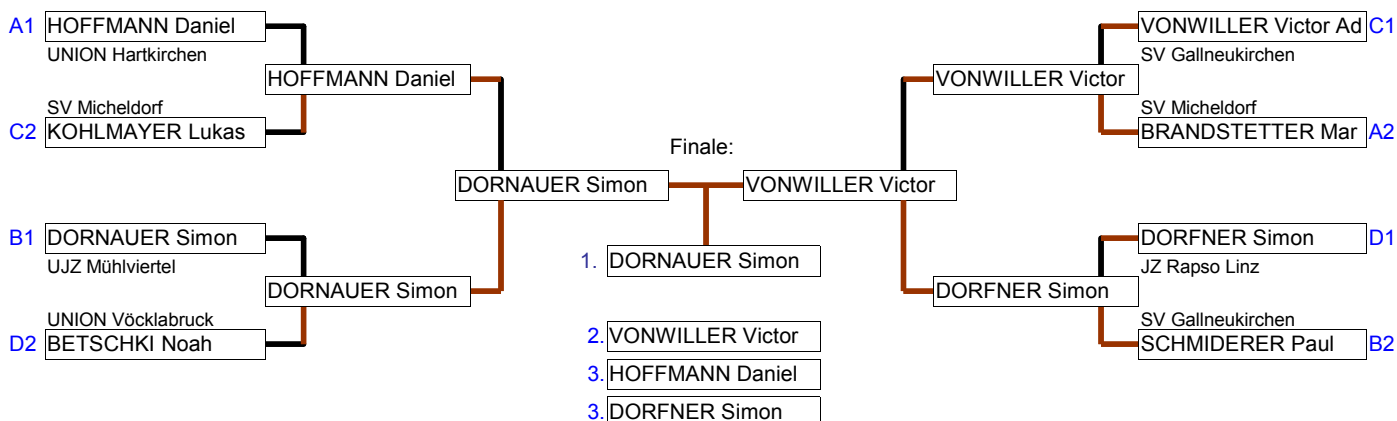 A1 HOFFMANN Daniel
UNION Hartkirchen
HOFFMANN Daniel
SV Micheldorf
C2 KOHLMAYER Lukas
DORNAUER Simon
B1 DORNAUER Simon
UJZ Mühlviertel
DORNAUER Simon
UNION Vöcklabruck
D2 BETSCHKI Noah
Finale:
1. DORNAUER Simon
2. VONWILLER Victor
3. HOFFMANN Daniel
3. DORFNER Simon
VONWILLER Victor Ad C1
SV Gallneukirchen
VONWILLER Victor
SV Micheldorf
BRANDSTETTER Mar A2
VONWILLER Victor
DORFNER Simon D1
JZ Rapso Linz
DORFNER Simon
SV Gallneukirchen
SCHMIDERER Paul B2